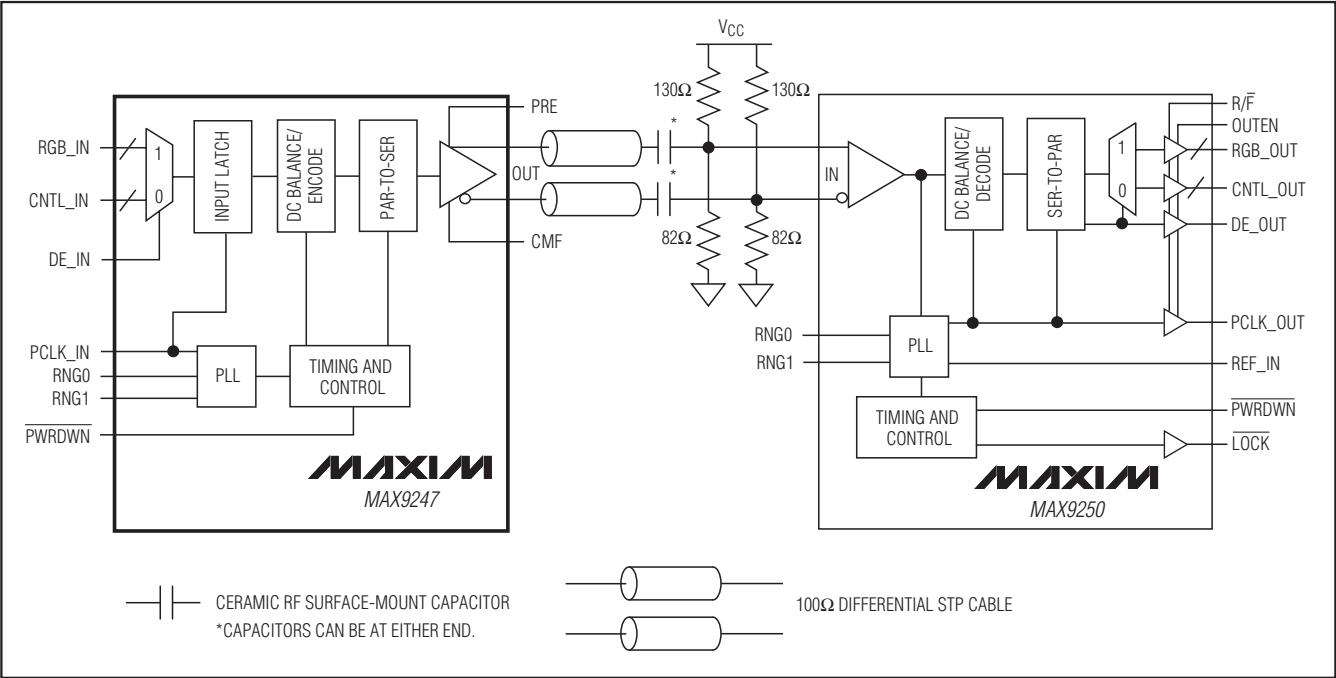 VCC
130Ω
130Ω
*
*
82Ω
82Ω
RGB_IN
CNTL_IN
DE_IN
PCLK_IN
RNG0
RNG1
PWRDWN
1
0
INPUT LATCH
DC BALANCE/
ENCODE
PAR-TO-SER
PLL
TIMING AND
CONTROL
PRE
OUT
CMF
MAXIM
MAX9247
IN
RNG0
RNG1
DC BALANCE/
DECODE
SER-TO-PAR
1
0
PLL
TIMING AND
CONTROL
R/F̅
OUTEN
RGB_OUT
CNTL_OUT
DE_OUT
PCLK_OUT
REF_IN
PWRDWN
LOCK
MAXIM
MAX9250
CERAMIC RF SURFACE-MOUNT CAPACITOR
*CAPACITORS CAN BE AT EITHER END.
100Ω DIFFERENTIAL STP CABLE